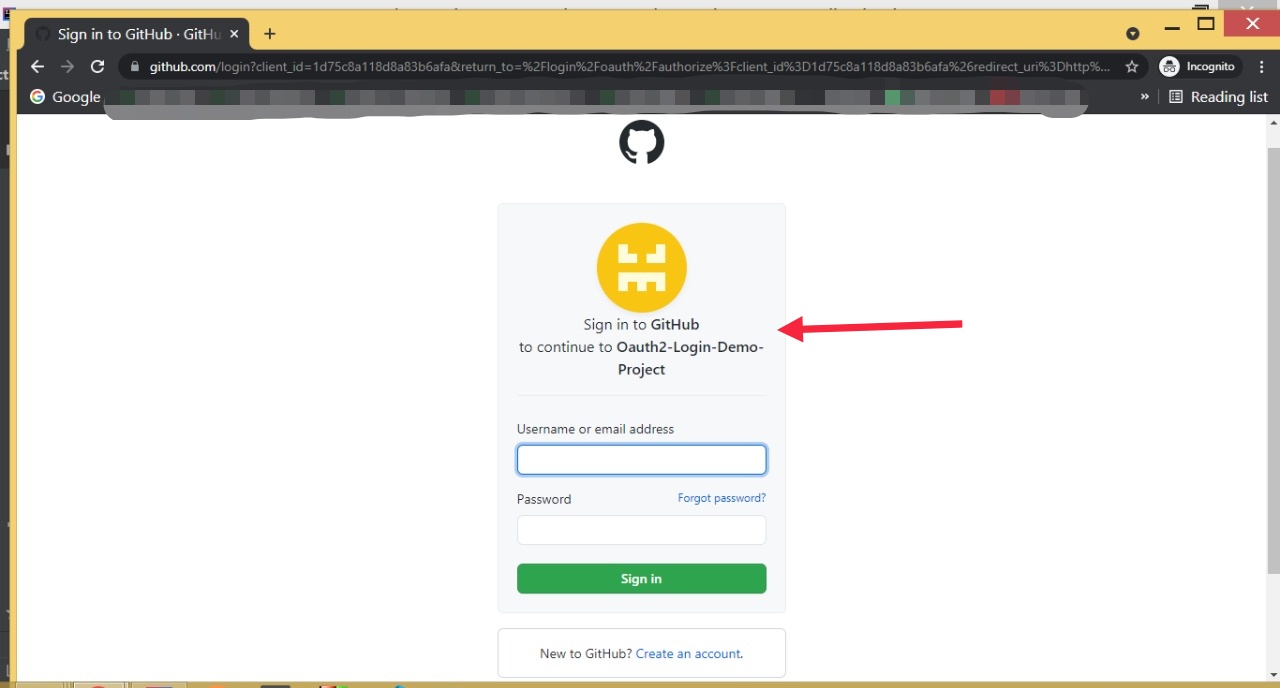 Sign in to GitHub · GitHu
github.com/login?client_id=1d75c8a118d8a83b6afa&return_to=%2Flogin%2Foauth%2Fauthorize%3Fclient_id%3D1d75c8a118d8a83b6afa%26redirect_uri%3Dhttp%...
Incognito
Google
»
Reading list
Sign in to GitHub
to continue to Oauth2-Login-Demo-
Project
Username or email address
Password
Forgot password?
Sign in
New to GitHub? Create an account.